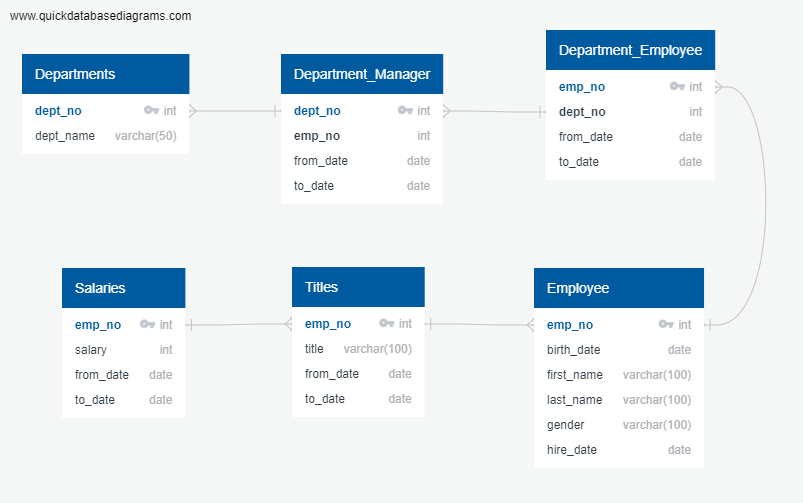 www.quickdatabasediagrams.com
Departments
dept_no int
dept_name varchar(50)
Department_Manager
dept_no int
emp_no int
from_date date
to_date date
Department_Employee
emp_no int
dept_no int
from_date date
to_date date
Salaries
emp_no int
salary int
from_date date
to_date date
Titles
emp_no int
title varchar(100)
from_date date
to_date date
Employee
emp_no int
birth_date date
first_name varchar(100)
last_name varchar(100)
gender varchar(100)
hire_date date